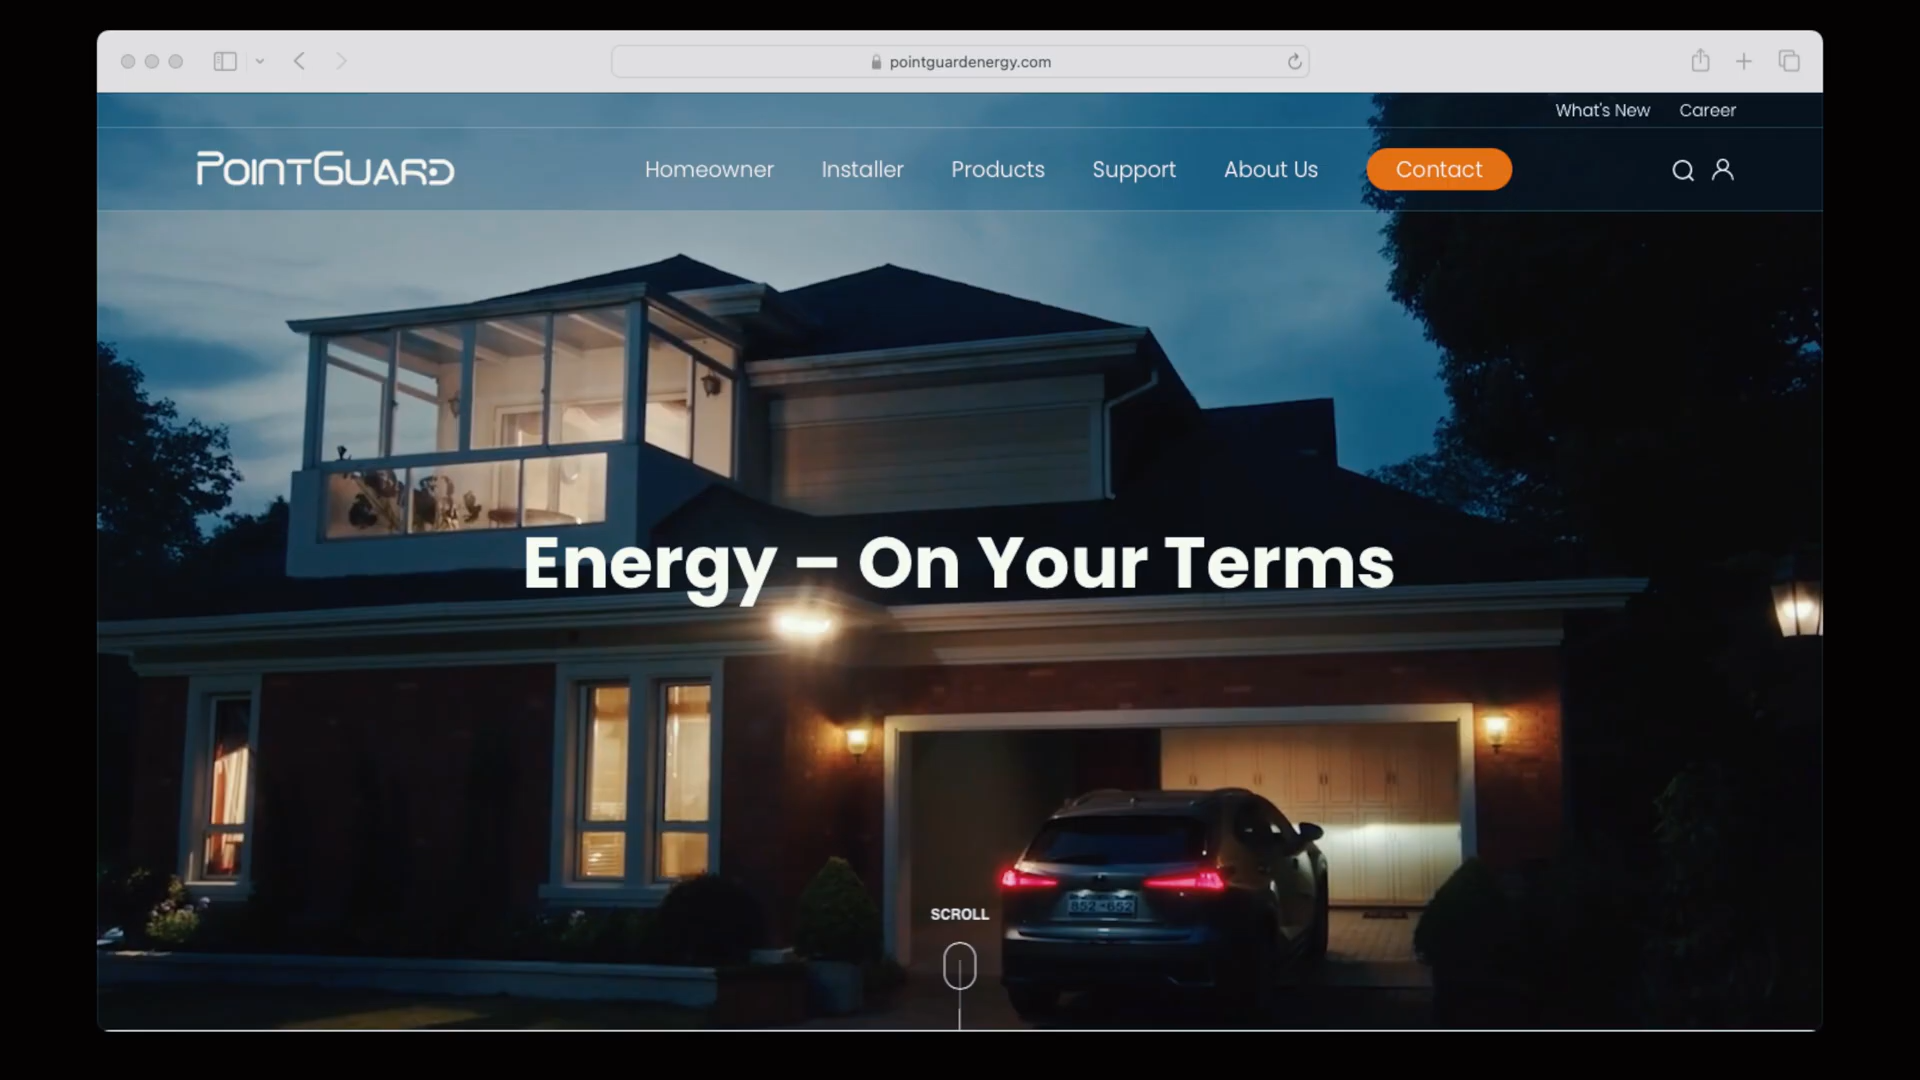 pointguardenergy.com
What's New Career
POINTGUARD Homeowner Installer Products Support About Us Contact
Energy – On Your Terms
SCROLL